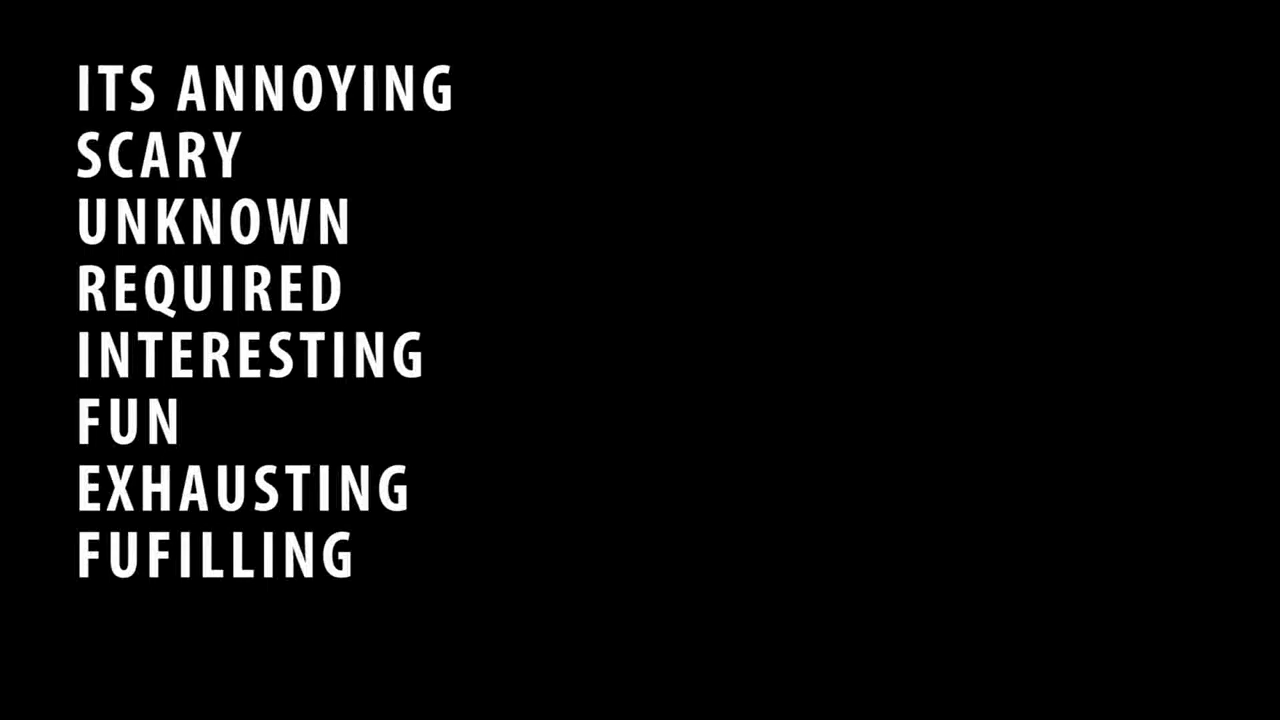 ITS ANNOYING
SCARY
UNKNOWN
REQUIRED
INTERESTING
FUN
EXHAUSTING
FUFILLING